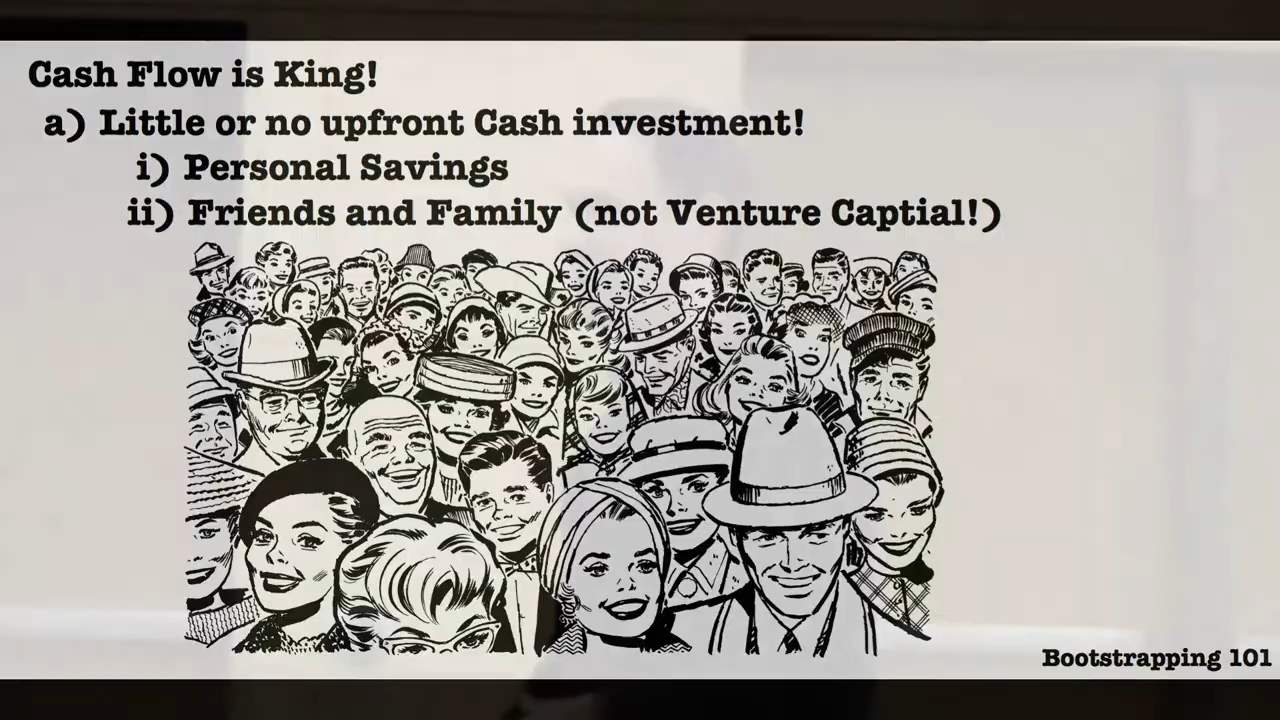 Cash Flow is King!
a) Little or no upfront Cash investment!
i) Personal Savings
ii) Friends and Family (not Venture Captial!)
Bootstrapping 101